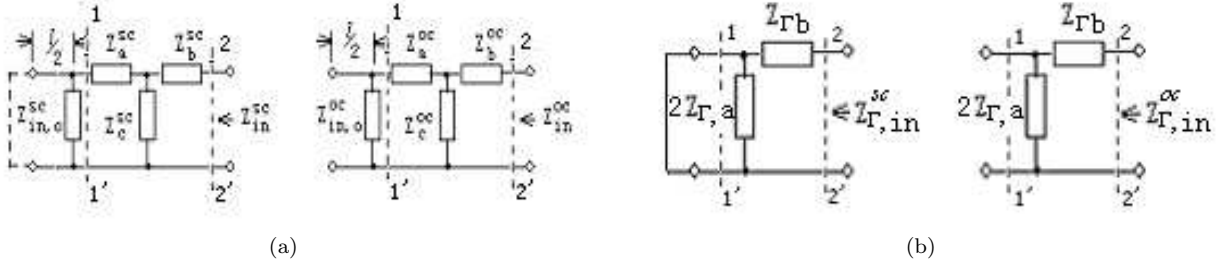 1
l/2
Z_a^sc
Z_b^sc
2
Z_in,o^sc
Z_c^sc
Z_in^sc
1'
2'
1
l/2
Z_a^oc
Z_b^oc
2
Z_in,o^oc
Z_c^oc
Z_in^oc
1'
2'
(a)
Z_Γb
1
2
2Z_Γ,a
Z_Γ,in^sc
1'
2'
Z_Γb
1
2
2Z_Γ,a
Z_Γ,in^oc
1'
2'
(b)